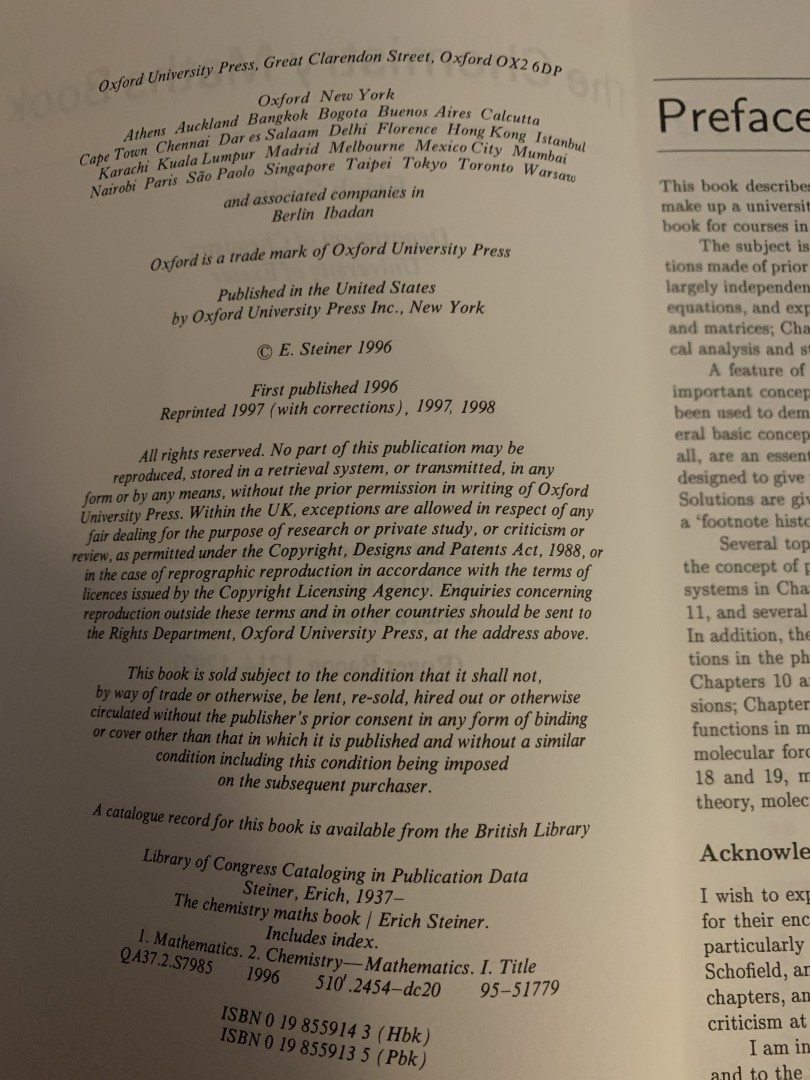 Oxford University Press, Great Clarendon Street, Oxford OX2 6DP
Oxford New York
Athens Auckland Bangkok Bogota Buenos Aires Calcutta
Cape Town Chennai Dar es Salaam Delhi Florence Hong Kong Istanbul
Karachi Kuala Lumpur Madrid Melbourne Mexico City Mumbai
Nairobi Paris São Paolo Singapore Taipei Tokyo Toronto Warsaw
and associated companies in
Berlin Ibadan
Oxford is a trade mark of Oxford University Press
Published in the United States
by Oxford University Press Inc., New York
© E. Steiner 1996
First published 1996
Reprinted 1997 (with corrections), 1997, 1998
All rights reserved. No part of this publication may be
reproduced, stored in a retrieval system, or transmitted, in any
form or by any means, without the prior permission in writing of Oxford
University Press. Within the UK, exceptions are allowed in respect of any
fair dealing for the purpose of research or private study, or criticism or
review, as permitted under the Copyright, Designs and Patents Act, 1988, or
in the case of reprographic reproduction in accordance with the terms of
licences issued by the Copyright Licensing Agency. Enquiries concerning
reproduction outside these terms and in other countries should be sent to
the Rights Department, Oxford University Press, at the address above.
This book is sold subject to the condition that it shall not,
by way of trade or otherwise, be lent, re-sold, hired out or otherwise
circulated without the publisher's prior consent in any form of binding
or cover other than that in which it is published and without a similar
condition including this condition being imposed
on the subsequent purchaser.
A catalogue record for this book is available from the British Library
Library of Congress Cataloging in Publication Data
Steiner, Erich, 1937–
The chemistry maths book / Erich Steiner.
Includes index.
1. Mathematics. 2. Chemistry—Mathematics. I. Title
QA37.2.S7985 1996 510′.2454–dc20 95–51779
ISBN 0 19 855914 3 (Hbk)
ISBN 0 19 855913 5 (Pbk)
Preface
This book describes
make up a universit
book for courses in
The subject is
tions made of prior
largely independen
equations, and exp
and matrices; Cha
cal analysis and s
A feature of
important concep
been used to dem
eral basic concep
all, are an essent
designed to give
Solutions are giv
a 'footnote histo
Several top
the concept of p
systems in Cha
11, and several
In addition, the
tions in the ph
Chapters 10 a
sions; Chapter
functions in m
molecular forc
18 and 19, m
theory, molec
Acknowle
I wish to exp
for their enc
particularly
Schofield, an
chapters, an
criticism at
I am in
and to the